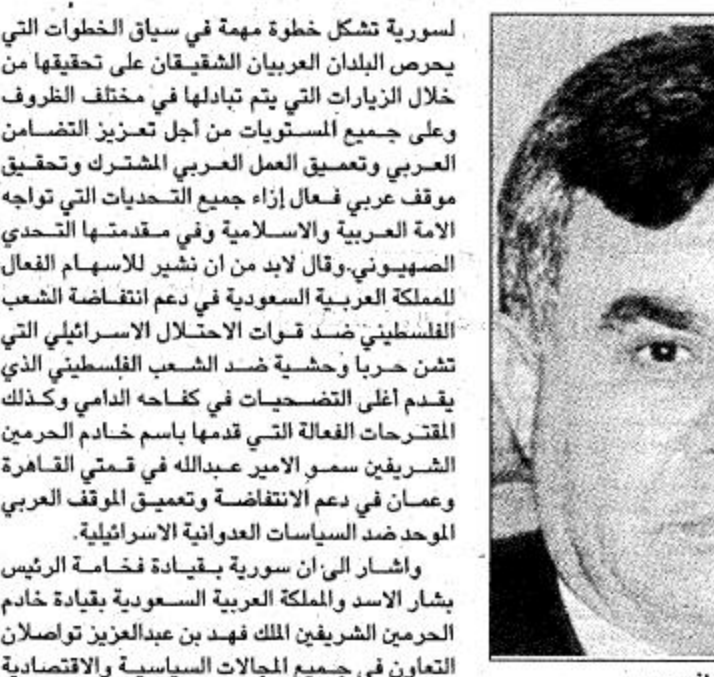 لسورية تشكل خطوة مهمة في سياق الخطوات التي
يحرص البلدان العربيان الشقيقان على تحقيقها من
خلال الزيارات التي يتم تبادلها في مختلف الظروف
وعلى جميع المستويات من أجل تعزيز التضامن
العربي وتعميق العمل العربي المشترك وتحقيق
موقف عربي فعال إزاء جميع التحديات التي تواجه
الامة العربية والاسلامية وفي مقدمتها التحدي
الصهيوني.وقال لابد من ان نشير للاسهام الفعال
للمملكة العربية السعودية في دعم انتفاضة الشعب
الفلسطيني ضد قوات الاحتلال الاسرائيلي التي
تشن حربا وحشية ضد الشعب الفلسطيني الذي
يقدم أغلى التضحيات في كفاحه الدامي وكذلك
المقترحات الفعالة التي قدمها باسم خادم الحرمين
الشريفين سمو الامير عبدالله في قمتي القاهرة
وعمان في دعم الانتفاضة وتعميق الموقف العربي
الموحد ضد السياسات العدوانية الاسرائيلية.
واشار الى ان سورية بقيادة فخامة الرئيس
بشار الاسد والمملكة العربية السعودية بقيادة خادم
الحرمين الشريفين الملك فهد بن عبدالعزيز تواصلان
التعاون في جميع المجالات السياسية والاقتصادية